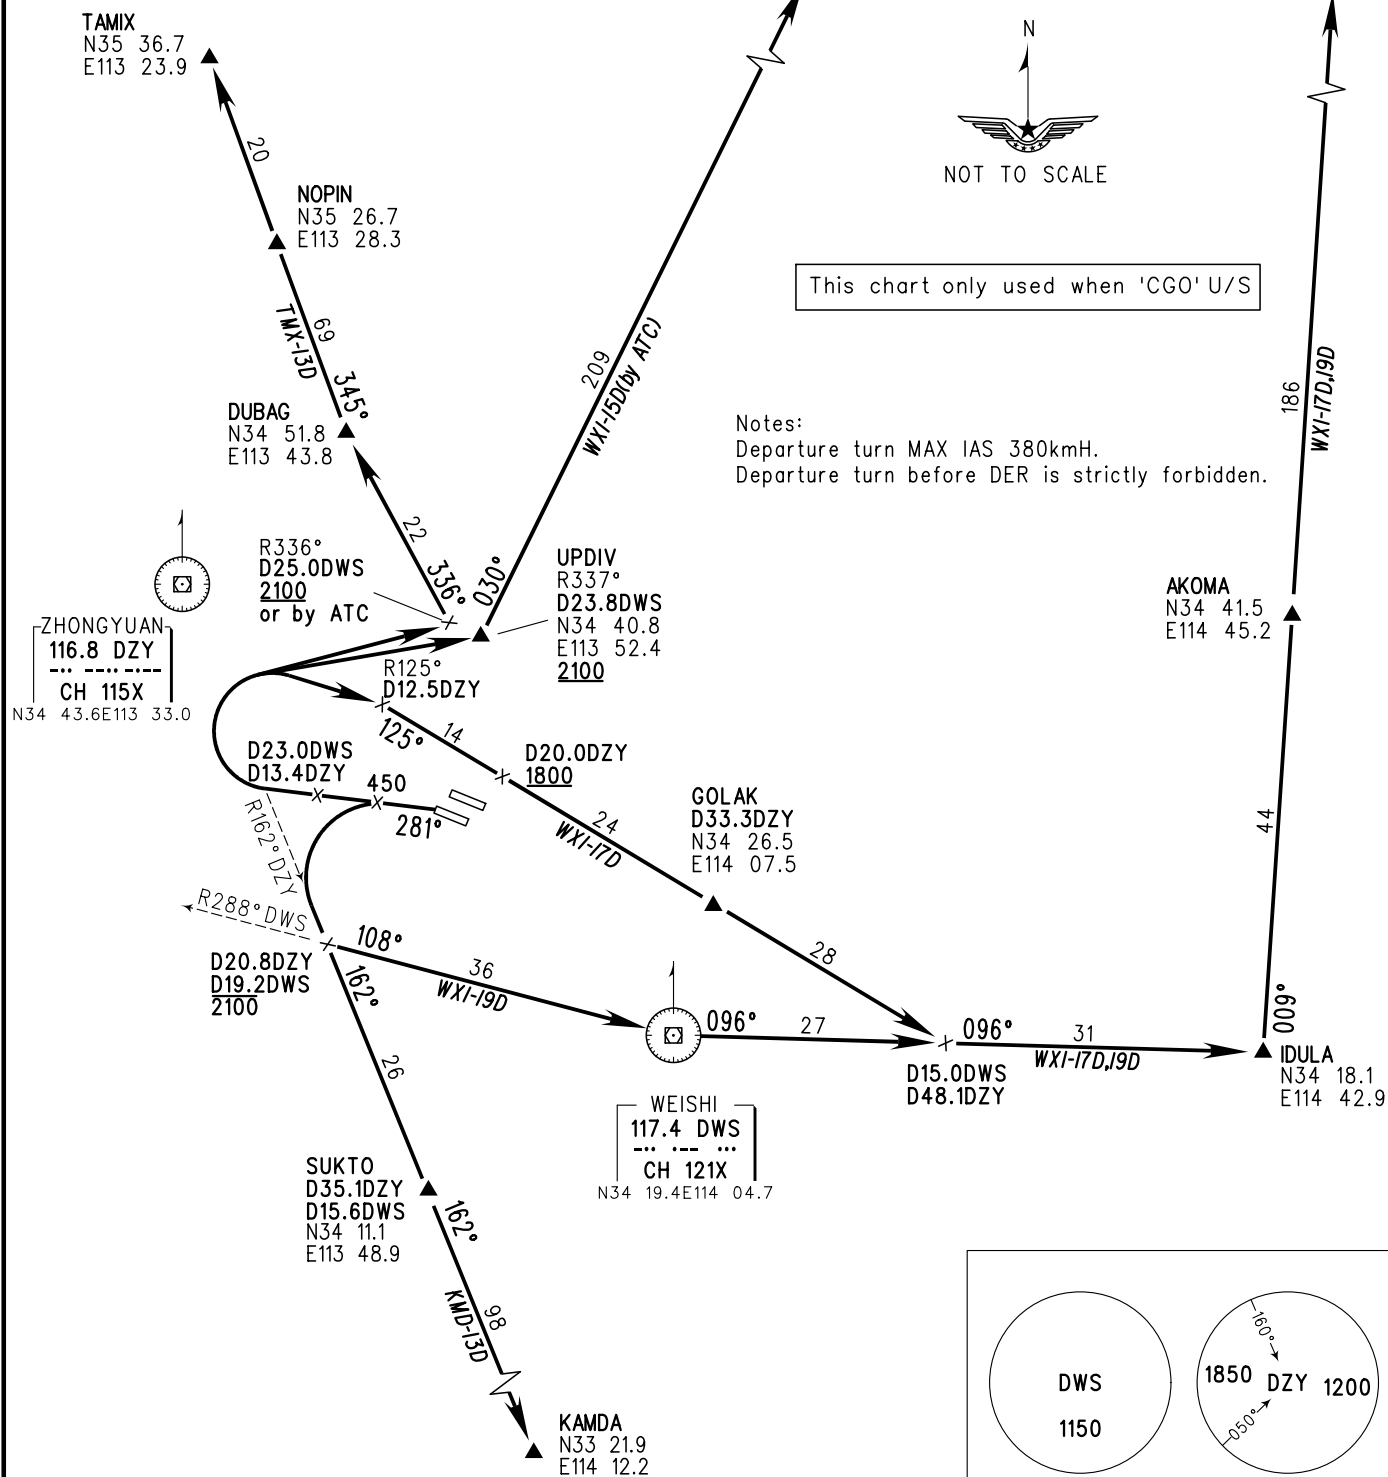 TAMIX
N35 36.7
E113 23.9
20
NOPIN
N35 26.7
E113 28.3
69
TMX-13D
345°
DUBAG
N34 51.8
E113 43.8
22
336°
R336°
D25.0DWS
2100
or by ATC
030°
209
WXI-15D(by ATC)
UPDIV
R337°
D23.8DWS
N34 40.8
E113 52.4
2100
N
NOT TO SCALE
This chart only used when 'CGO' U/S
Notes:
Departure turn MAX IAS 380kmH.
Departure turn before DER is strictly forbidden.
186
WXI-17D,19D
AKOMA
N34 41.5
E114 45.2
44
009°
ZHONGYUAN
116.8 DZY
-·· --·· -·--
CH 115X
N34 43.6E113 33.0
R125°
D12.5DZY
125°
14
D20.0DZY
1800
D23.0DWS
D13.4DZY
450
281°
R162°DZY
R288°DWS
24
WXI-17D
GOLAK
D33.3DZY
N34 26.5
E114 07.5
28
D20.8DZY
D19.2DWS
2100
108°
36
WXI-19D
162°
26
096°
27
096°
31
WXI-17D,19D
D15.0DWS
D48.1DZY
IDULA
N34 18.1
E114 42.9
WEISHI
117.4 DWS
-·· ·-- ···
CH 121X
N34 19.4E114 04.7
SUKTO
D35.1DZY
D15.6DWS
N34 11.1
E113 48.9
162°
98
KMD-13D
KAMDA
N33 21.9
E114 12.2
DWS
1150
160°
1850
DZY
1200
050°